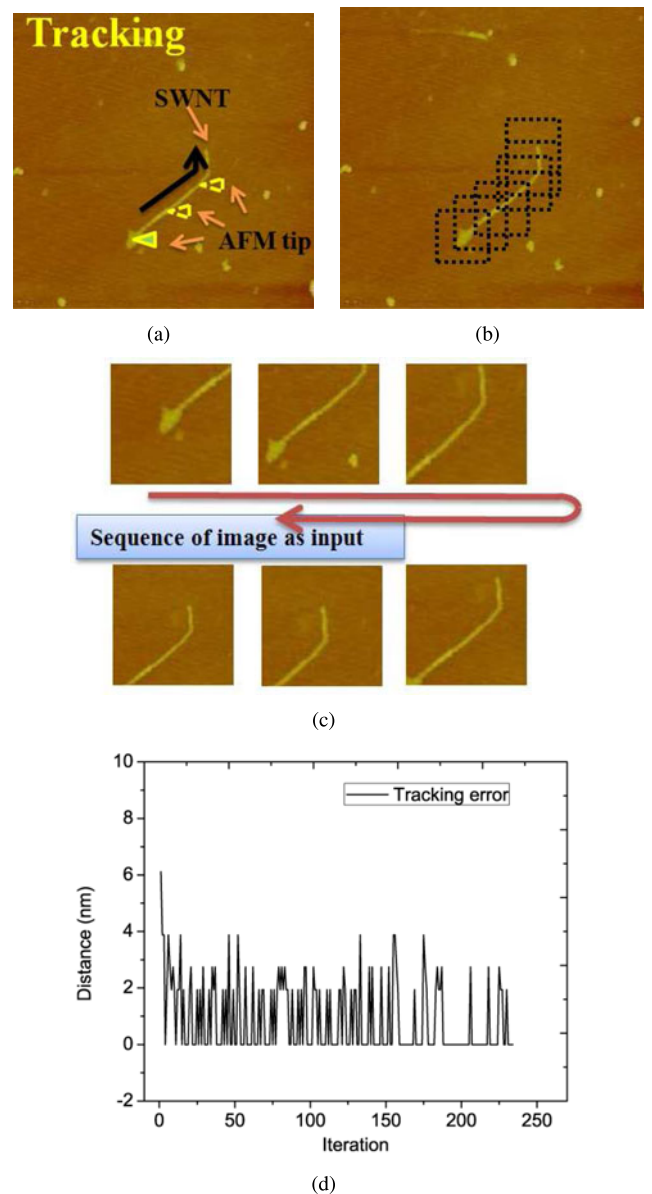 Tracking
SWNT
AFM tip
(a)
(b)
Sequence of image as input
(c)
10
8
6
4
2
0
-2
Distance (nm)
Tracking error
0
50
100
150
200
250
Iteration
(d)